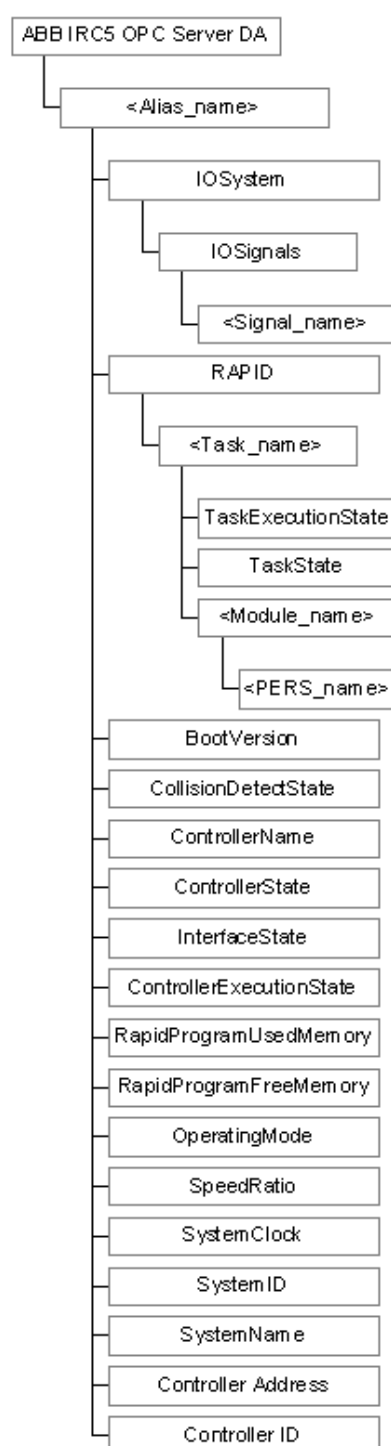 ABB IRC5 OPC Server DA
<Alias_name>
IOSystem
IOSignals
<Signal_name>
RAPID
<Task_name>
TaskExecutionState
TaskState
<Module_name>
<PERS_name>
BootVersion
CollisionDetectState
ControllerName
ControllerState
InterfaceState
ControllerExecutionState
RapidProgramUsedMemory
RapidProgramFreeMemory
OperatingMode
SpeedRatio
SystemClock
SystemID
SystemName
Controller Address
Controller ID